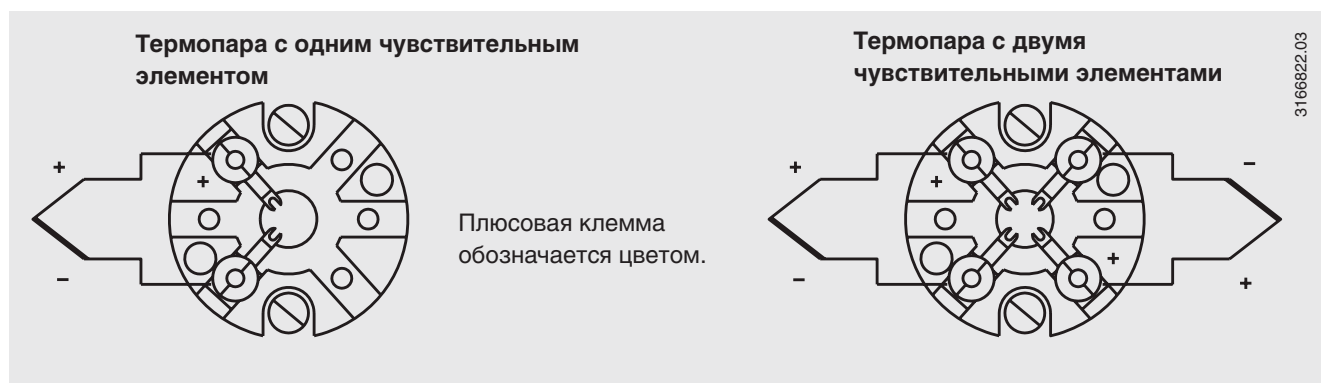 Термопара с одним чувствительным
элементом
Термопара с двумя
чувствительными элементами
3166822.03
+
+
−
Плюсовая клемма
обозначается цветом.
+
+
−
−
+
+